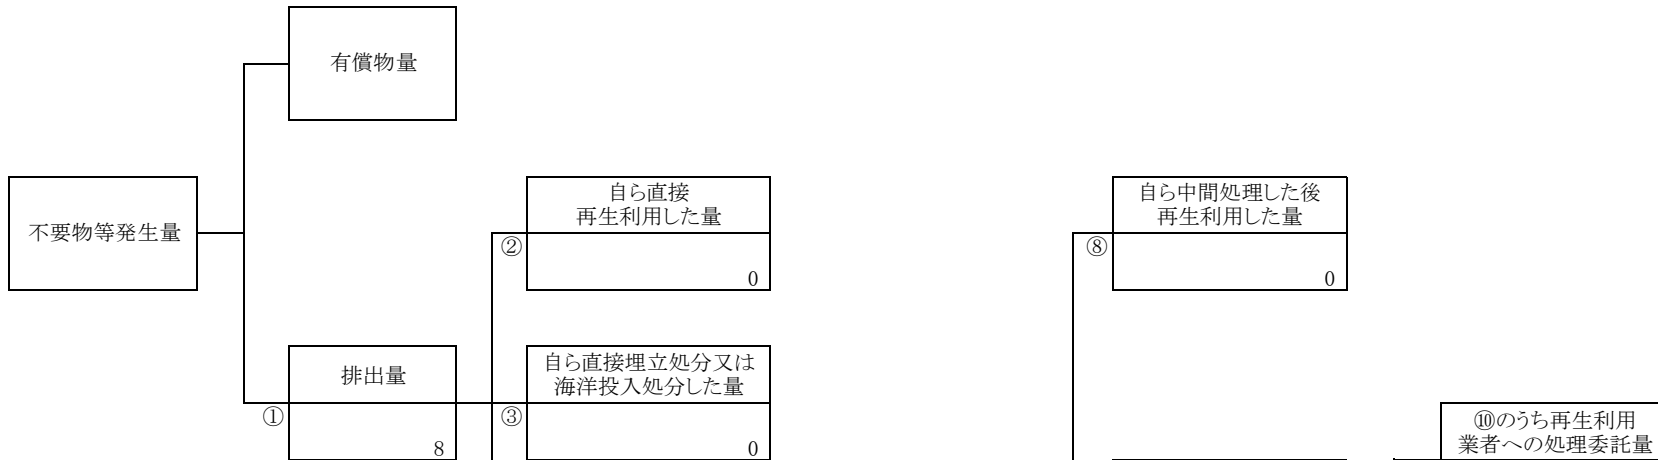 有償物量
不要物等発生量
自ら直接
再生利用した量
②
0
自ら中間処理した後
再生利用した量
⑧
0
排出量
①
8
自ら直接埋立処分又は
海洋投入処分した量
③
0
⑩のうち再生利用
業者への処理委託量